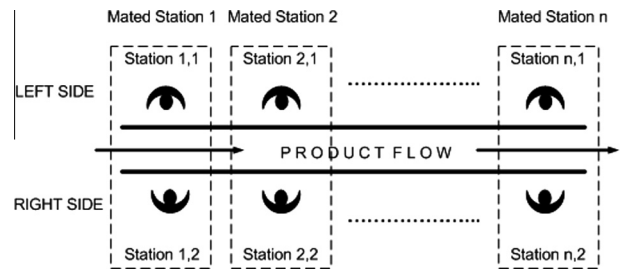 Mated Station 1 Mated Station 2 Mated Station n
Station 1,1 Station 2,1 Station n,1
LEFT SIDE
PRODUCT FLOW
RIGHT SIDE
Station 1,2 Station 2,2 Station n,2